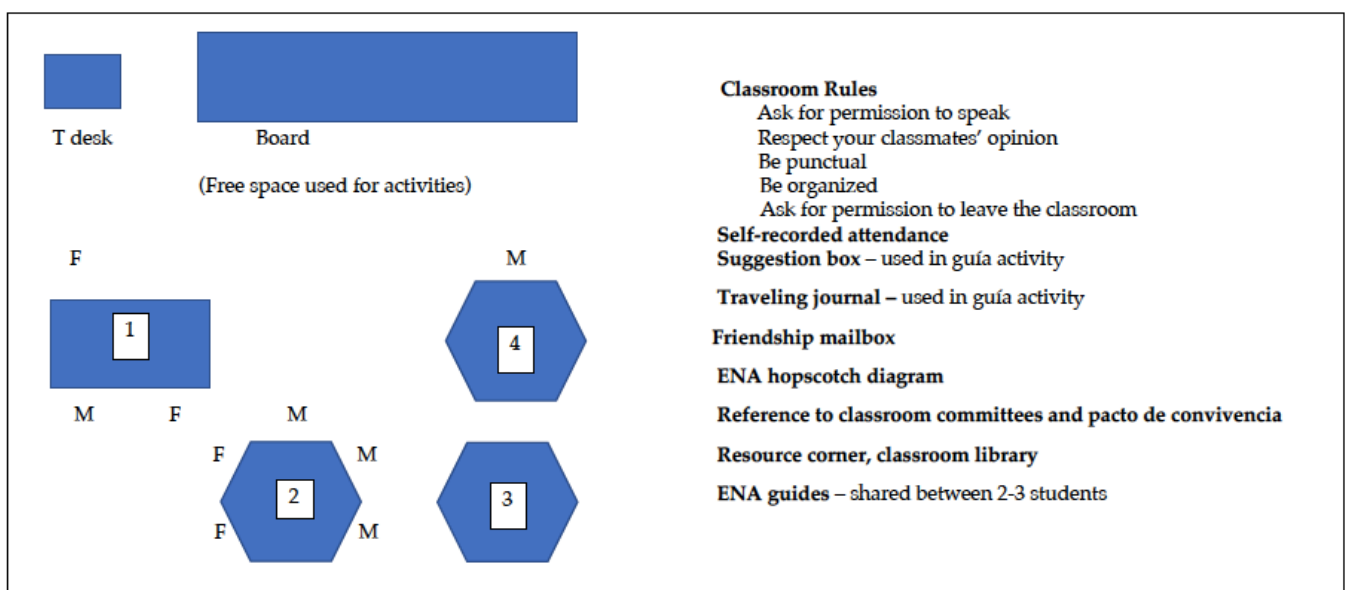 T desk
Board
(Free space used for activities)
F
1
M F
M
F M
2
F M
M
4
3
Classroom Rules
Ask for permission to speak
Respect your classmates' opinion
Be punctual
Be organized
Ask for permission to leave the classroom
Self-recorded attendance
Suggestion box – used in guía activity
Traveling journal – used in guía activity
Friendship mailbox
ENA hopscotch diagram
Reference to classroom committees and pacto de convivencia
Resource corner, classroom library
ENA guides – shared between 2-3 students